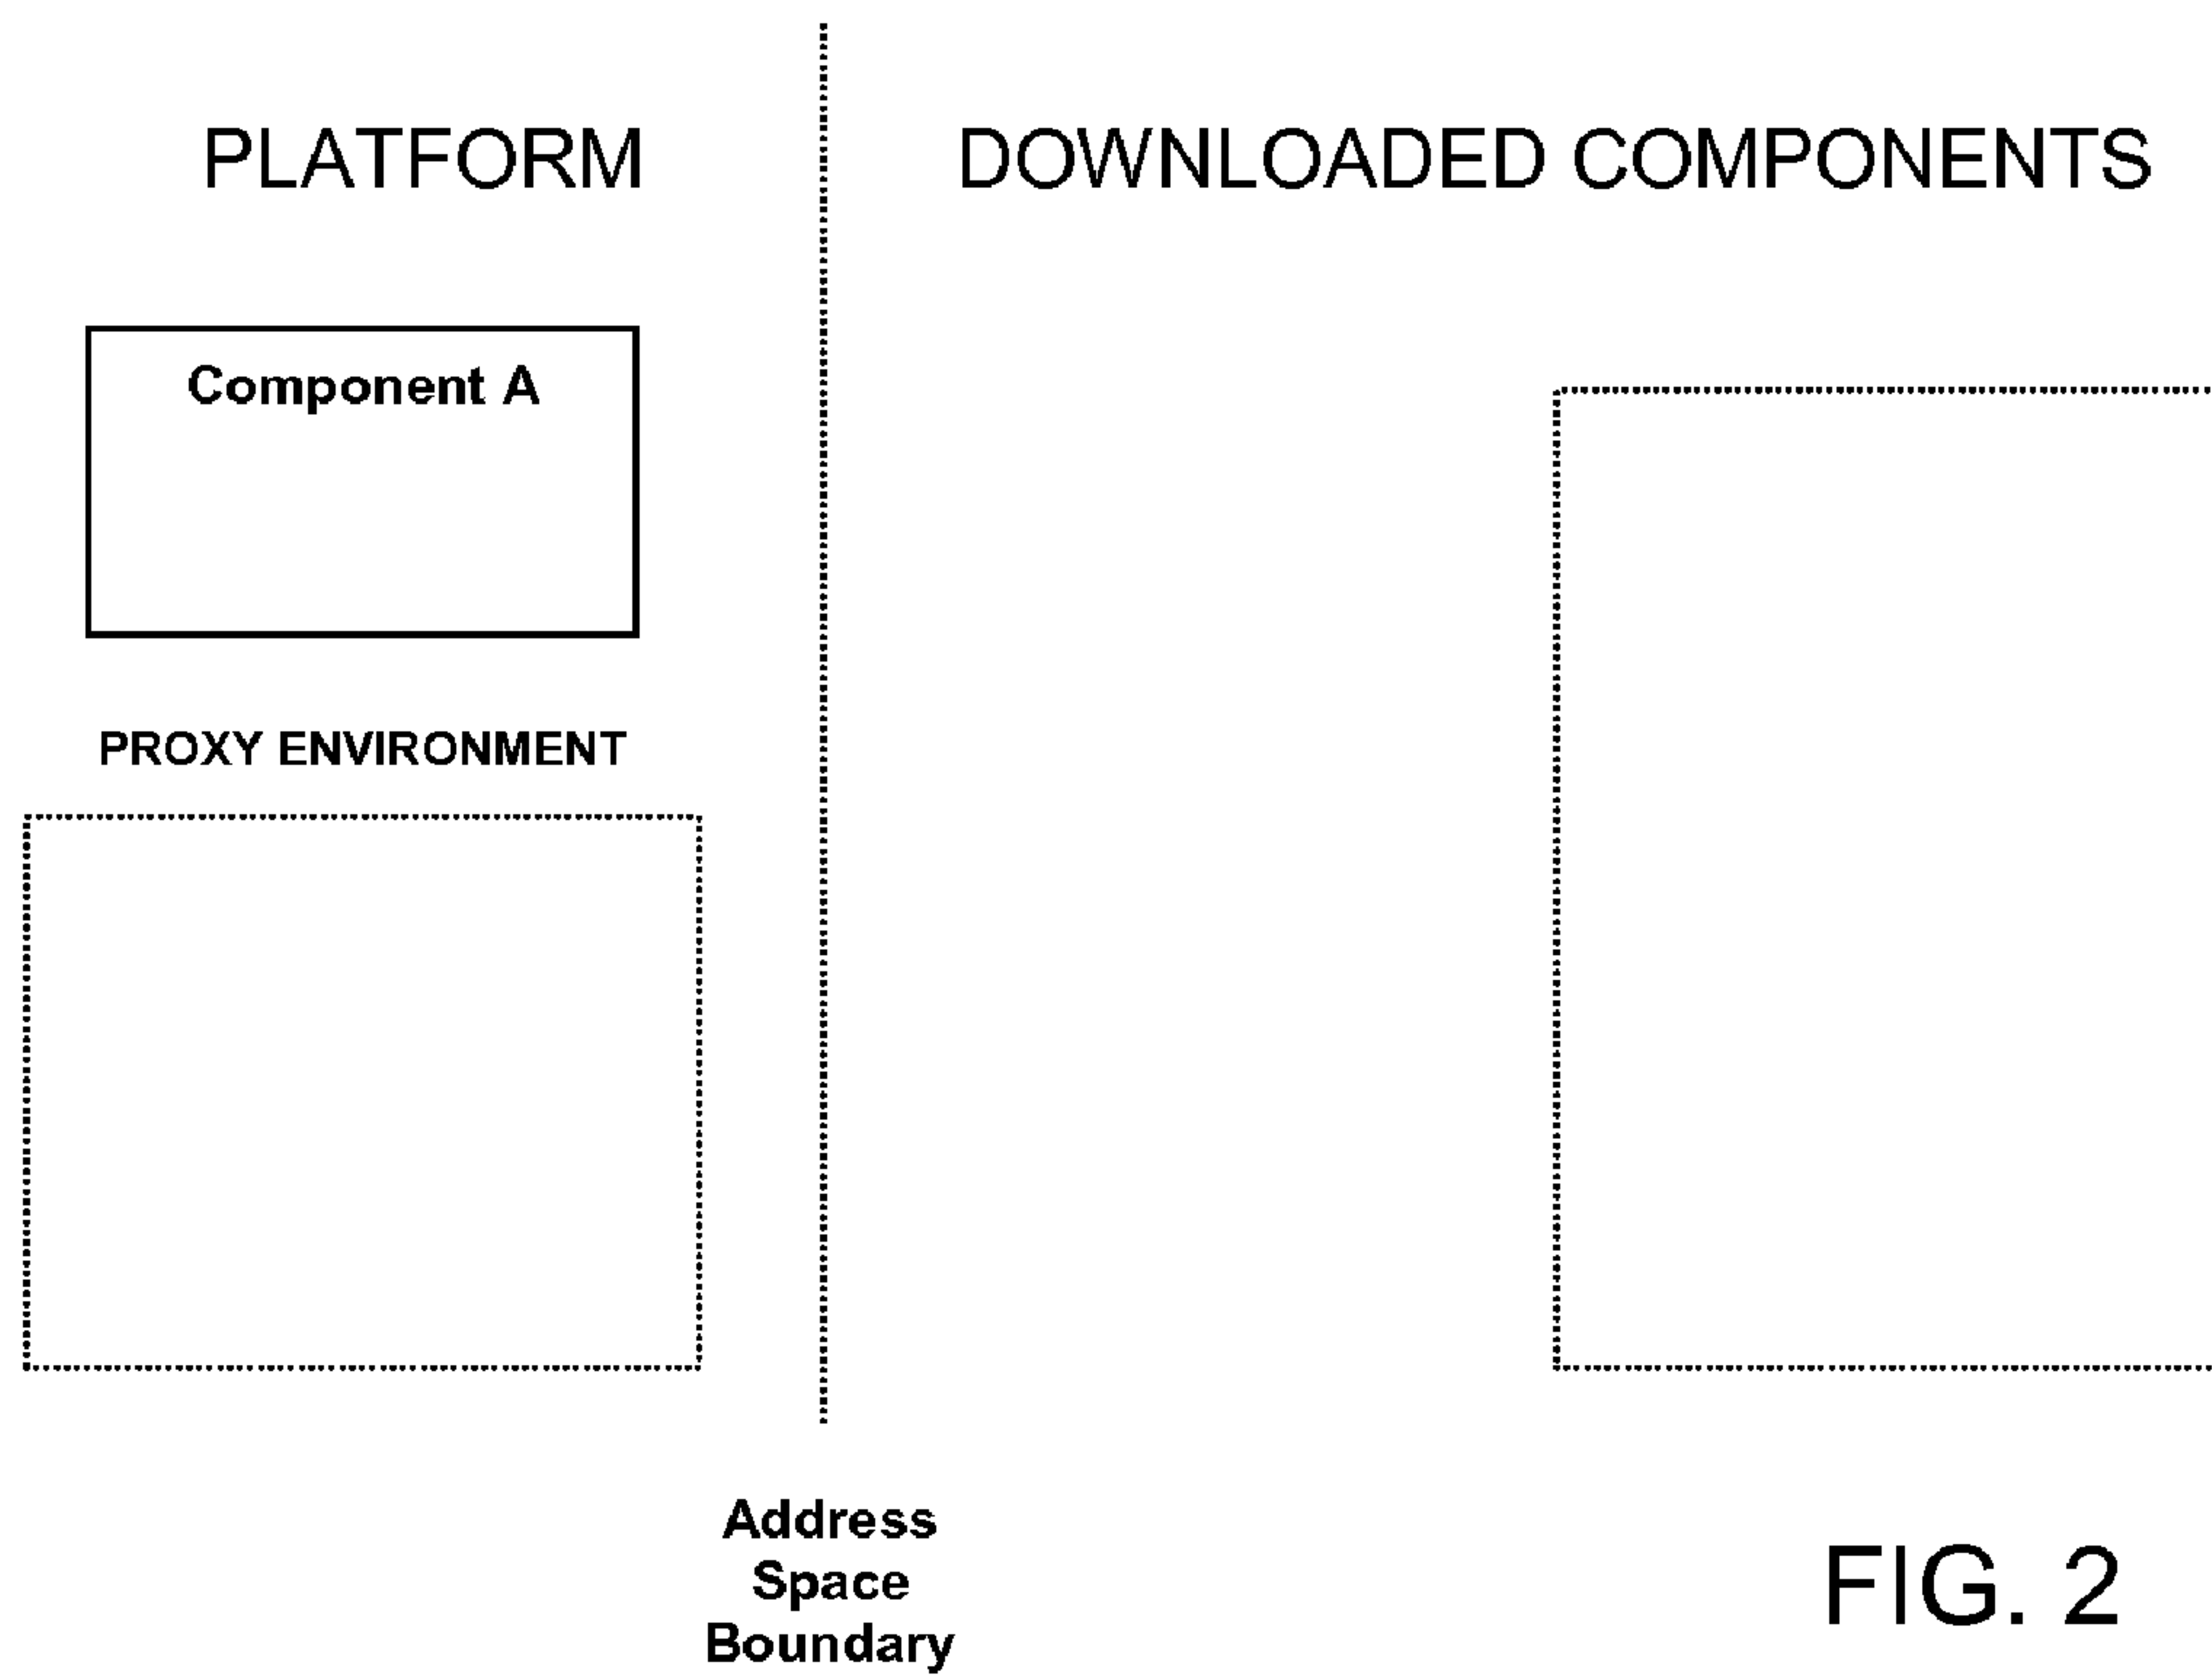 PLATFORM
DOWNLOADED COMPONENTS
Component A
PROXY ENVIRONMENT
Address
Space
Boundary
FIG. 2